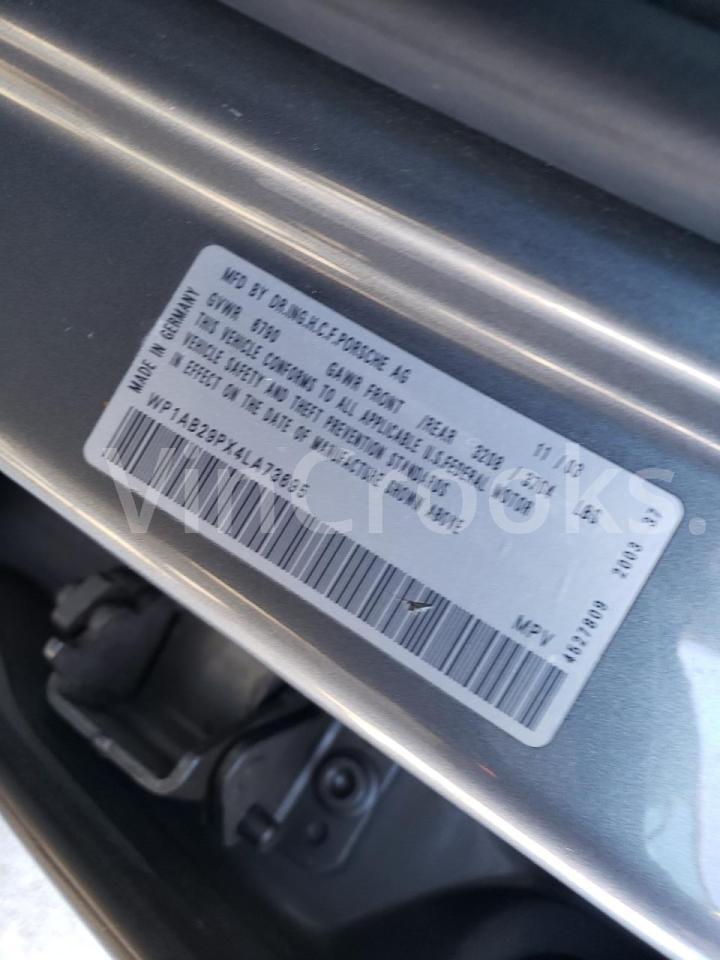 MFD BY DR.ING.H.C.F.PORSCHE AG 11/03
GVWR 6790 GAWR FRONT /REAR 3208 / 3704 LBS
THIS VEHICLE CONFORMS TO ALL APPLICABLE U.S.FEDERAL MOTOR
VEHICLE SAFETY AND THEFT PREVENTION STANDARDS
IN EFFECT ON THE DATE OF MANUFACTURE SHOWN ABOVE
MADE IN GERMANY
WP1AB29PX4LA73885
MPV
4627809 2003 37
VinCrooks.